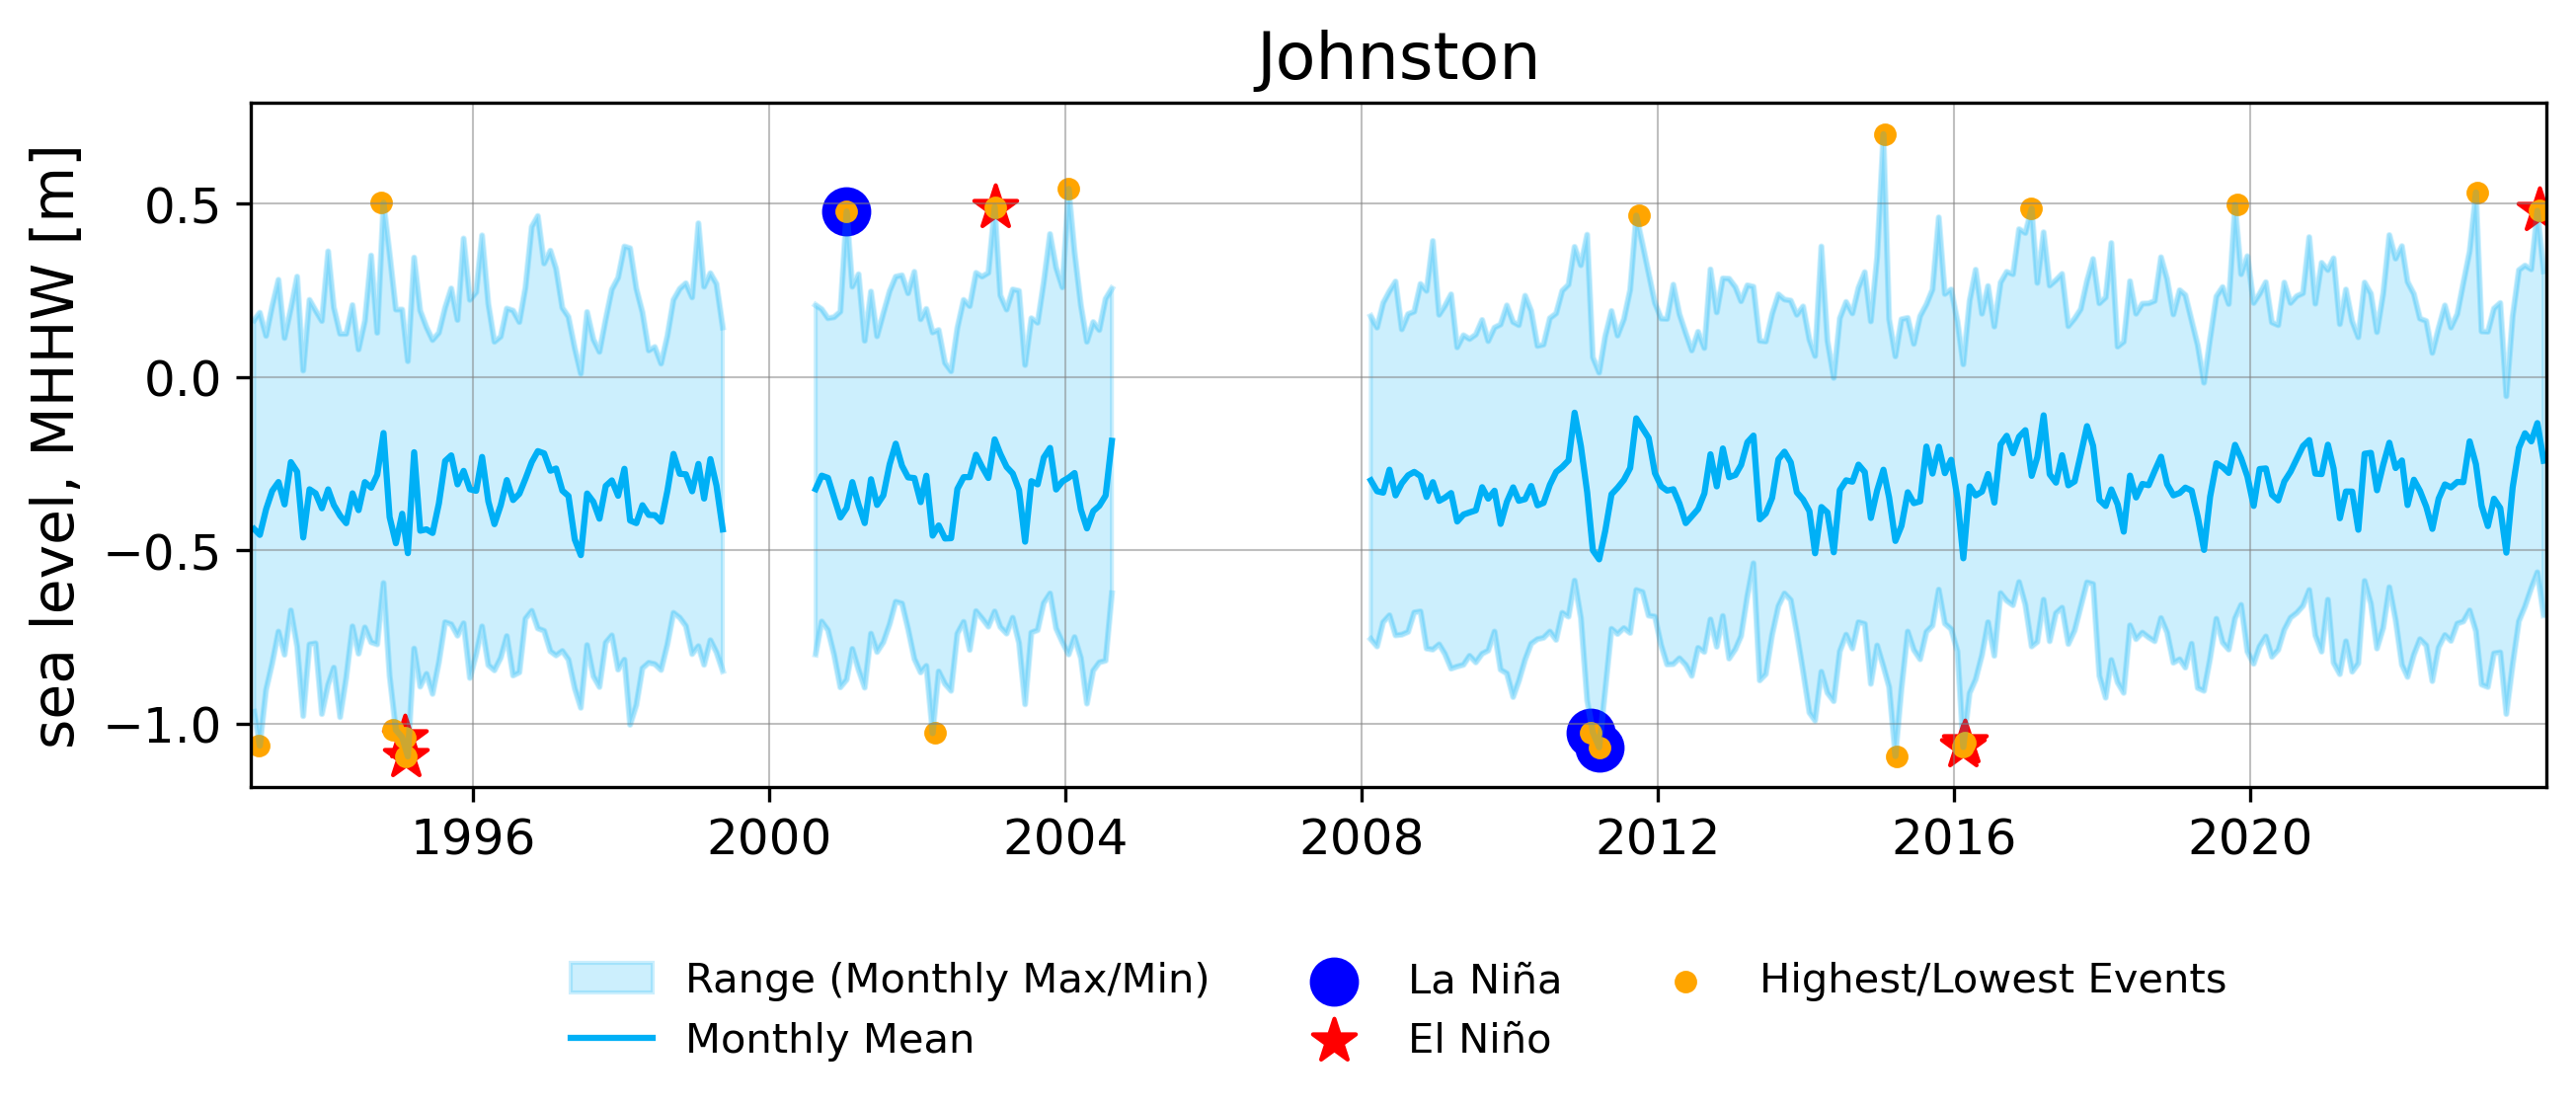 Johnston
sea level, MHHW [m]
0.5
0.0
−0.5
−1.0
1996 2000 2004 2008 2012 2016 2020
Range (Monthly Max/Min)
Monthly Mean
La Niña
El Niño
Highest/Lowest Events